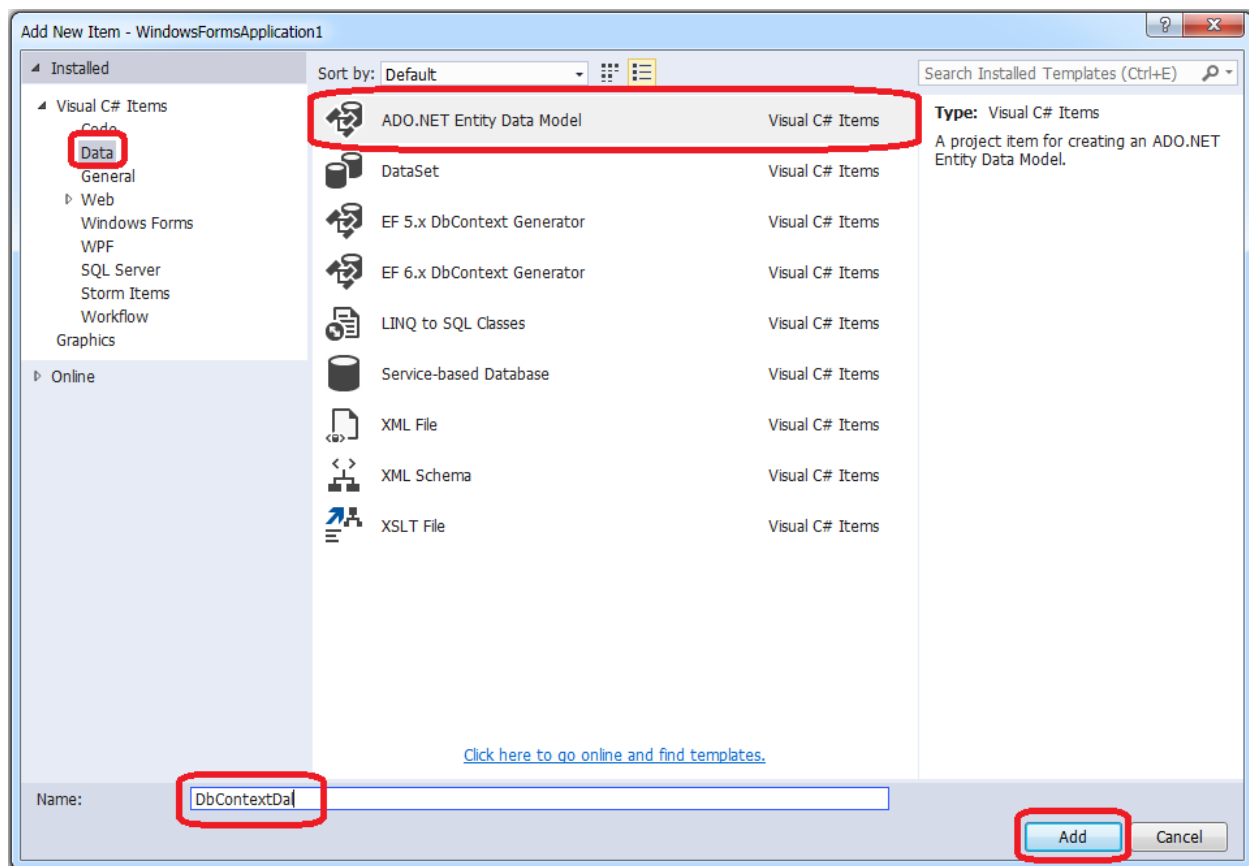 Add New Item - WindowsFormsApplication1
Installed
Visual C# Items
Code
Data
General
Web
Windows Forms
WPF
SQL Server
Storm Items
Workflow
Graphics
Online
Sort by: Default
ADO.NET Entity Data Model Visual C# Items
DataSet Visual C# Items
EF 5.x DbContext Generator Visual C# Items
EF 6.x DbContext Generator Visual C# Items
LINQ to SQL Classes Visual C# Items
Service-based Database Visual C# Items
XML File Visual C# Items
XML Schema Visual C# Items
XSLT File Visual C# Items
Click here to go online and find templates.
Search Installed Templates (Ctrl+E)
Type: Visual C# Items
A project item for creating an ADO.NET
Entity Data Model.
Name: DbContextDal
Add Cancel